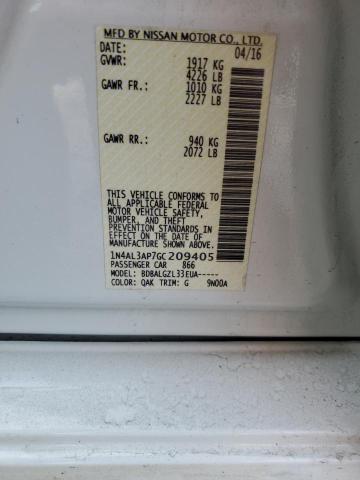 MFD BY NISSAN MOTOR CO., LTD.
DATE: 04/16
GVWR: 1917 KG
4226 LB
GAWR FR.: 1010 KG
2227 LB
GAWR RR.: 940 KG
2072 LB
THIS VEHICLE CONFORMS TO
ALL APPLICABLE FEDERAL
MOTOR VEHICLE SAFETY,
BUMPER, AND THEFT
PREVENTION STANDARDS
IN EFFECT ON THE DATE OF
MANUFACTURE SHOWN ABOVE.
1N4AL3AP7GC209405
PASSENGER CAR 866
MODEL: BDBALGZL33EUA-----
COLOR: QAK TRIM: G 9N00A